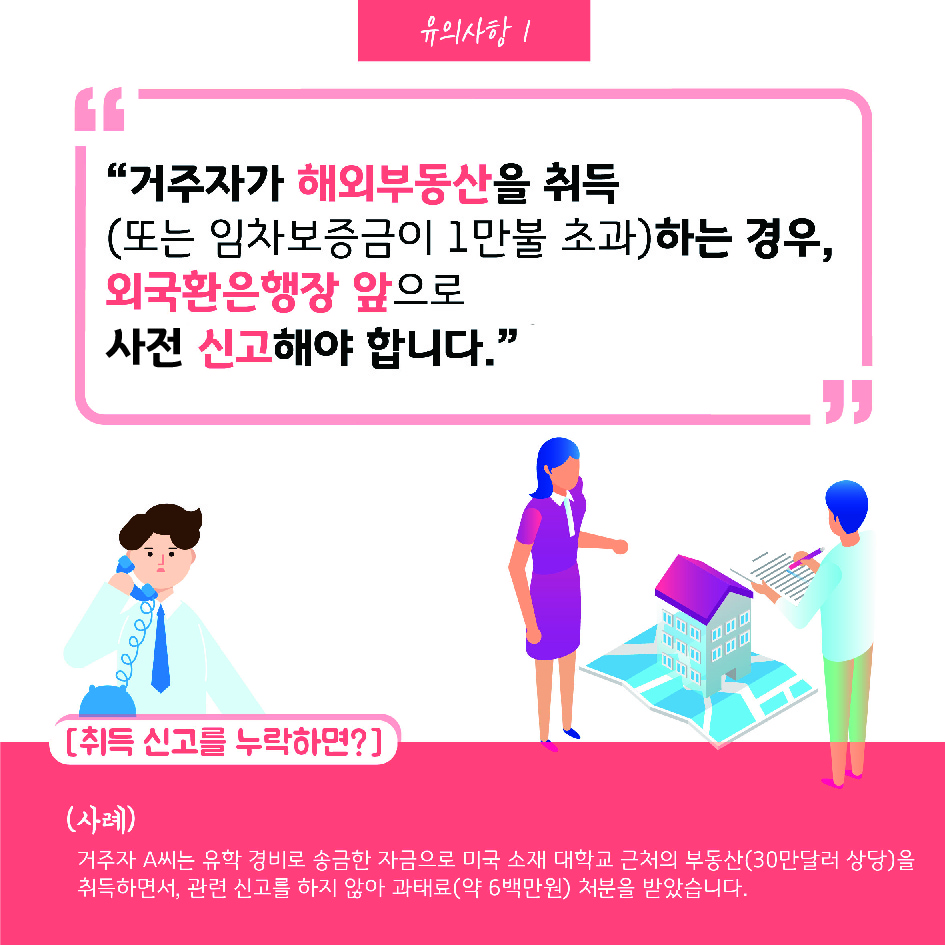 유의사항 1
“거주자가 해외부동산을 취득
(또는 임차보증금이 1만불 초과)하는 경우,
외국환은행장 앞으로
사전 신고해야 합니다.”
[취득 신고를 누락하면?]
(사례)
거주자 A씨는 유학 경비로 송금한 자금으로 미국 소재 대학교 근처의 부동산(30만달러 상당)을
취득하면서, 관련 신고를 하지 않아 과태료(약 6백만원) 처분을 받았습니다.